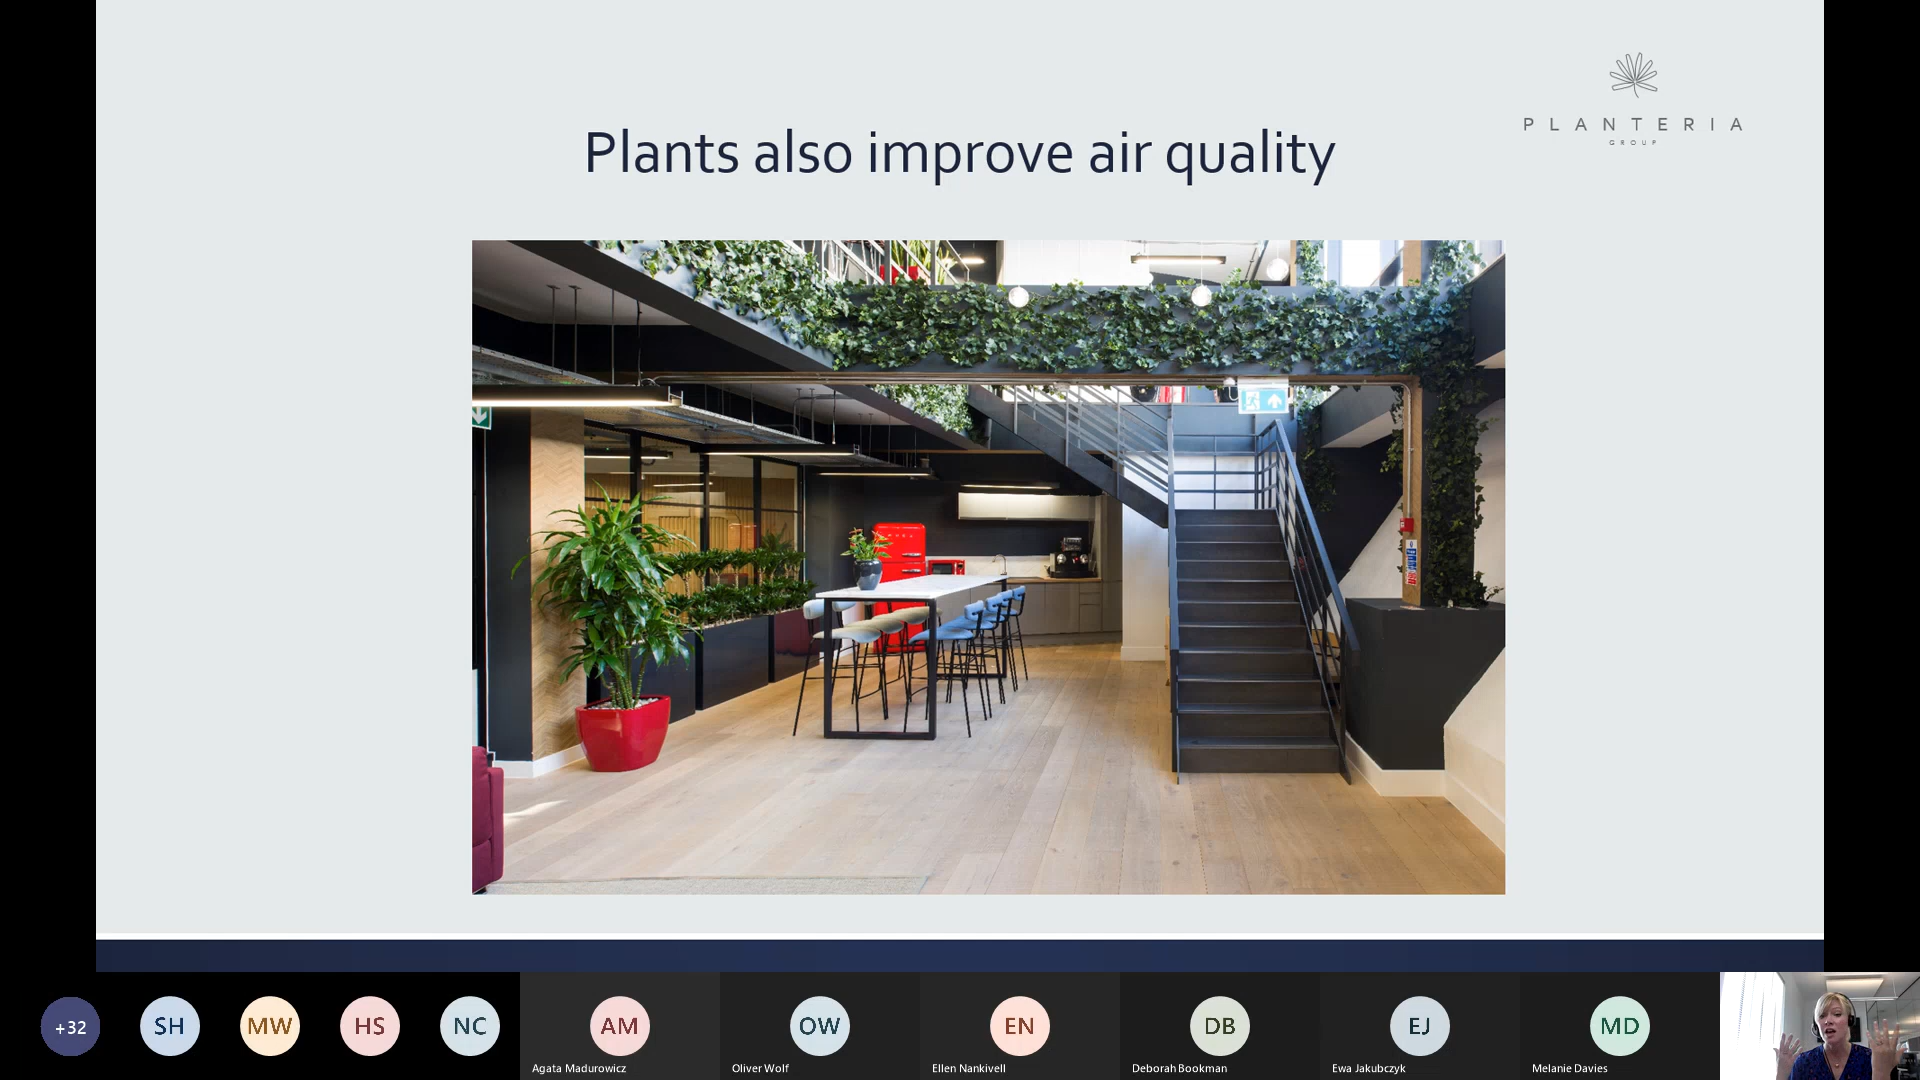 PLANTERIA
GROUP
Plants also improve air quality
+32
SH
MW
HS
NC
AM
OW
EN
DB
EJ
MD
Agata Madurowicz
Oliver Wolf
Ellen Nankivell
Deborah Bookman
Ewa Jakubczyk
Melanie Davies